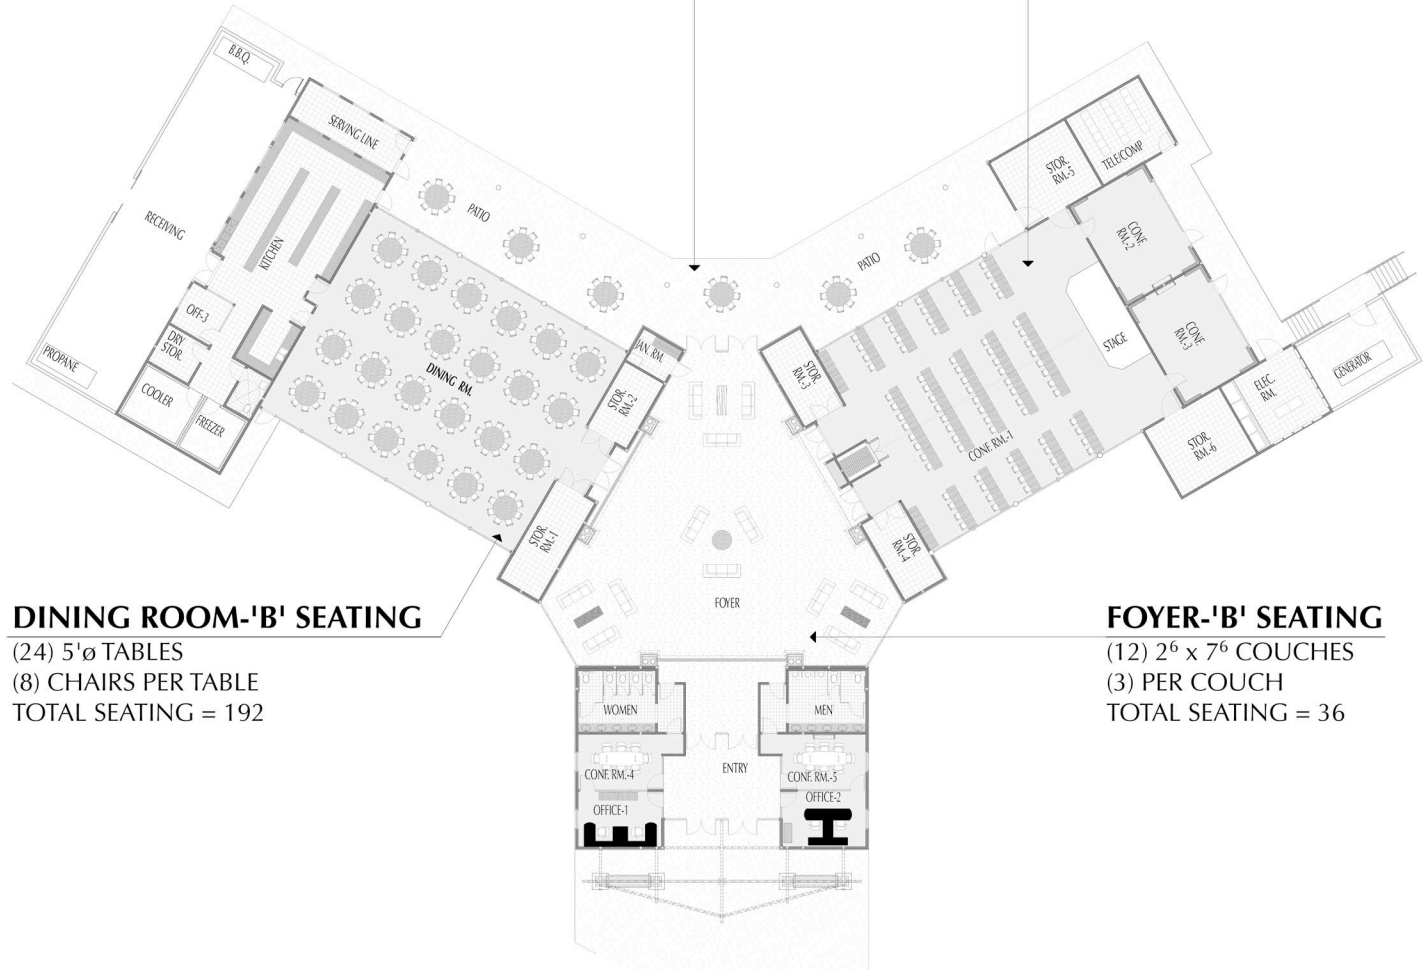 B.B.Q.
SERVING LINE
RECEIVING
KITCHEN
PATIO
OFF-3
DRY
STOR.
PROPANE
COOLER
FREEZER
DINING RM.
JAN. RM.
STOR.
RM.-2
STOR.
RM.-1
PATIO
STOR.
RM.-5
TELE/COMP
CONF.
RM.-2
CONF.
RM.-3
STAGE
STOR.
RM.-3
CONF. RM.-1
ELEC.
RM.
GENERATOR
STOR.
RM.-6
STOR.
RM.-4
FOYER
DINING ROOM-'B' SEATING
(24) 5'ø TABLES
(8) CHAIRS PER TABLE
TOTAL SEATING = 192
FOYER-'B' SEATING
(12) 2⁶ x 7⁶ COUCHES
(3) PER COUCH
TOTAL SEATING = 36
WOMEN
MEN
CONF. RM.-4
ENTRY
CONF. RM.-5
OFFICE-1
OFFICE-2